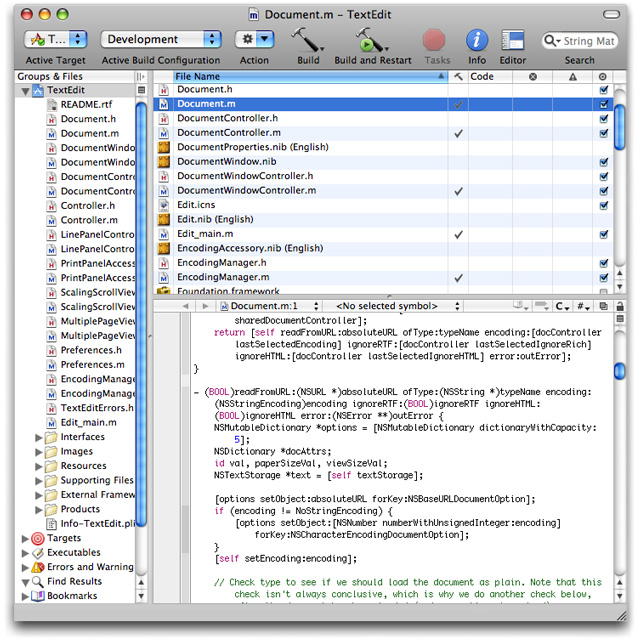 Document.m – TextEdit
T...
Development
String Mat
Active Target
Active Build Configuration
Action
Build
Build and Restart
Tasks
Info
Editor
Search
Groups & Files
TextEdit
README.rtf
Document.h
Document.m
DocumentWindo
DocumentWindo
DocumentContro
DocumentContro
Controller.h
Controller.m
LinePanelContro
LinePanelContro
PrintPanelAccess
PrintPanelAccess
ScalingScrollView
ScalingScrollView
MultiplePageView
MultiplePageView
Preferences.h
Preferences.m
EncodingManage
EncodingManage
TextEditErrors.h
Edit_main.m
Interfaces
Images
Resources
Supporting Files
External Framew
Products
Info-TextEdit.pli
Targets
Executables
Errors and Warning
Find Results
Bookmarks
File Name
Code
Document.h
Document.m
DocumentController.h
DocumentController.m
DocumentProperties.nib (English)
DocumentWindow.nib
DocumentWindowController.h
DocumentWindowController.m
Edit.icns
Edit.nib (English)
Edit_main.m
EncodingAccessory.nib (English)
EncodingManager.h
EncodingManager.m
Foundation.framework
Document.m:1
<No selected symbol>
C
#
sharedDocumentController];
return [self readFromURL:absoluteURL ofType:typeName encoding:[docController
lastSelectedEncoding] ignoreRTF:[docController lastSelectedIgnoreRich]
ignoreHTML:[docController lastSelectedIgnoreHTML] error:outError];
}
- (BOOL)readFromURL:(NSURL *)absoluteURL ofType:(NSString *)typeName encoding:
(NSStringEncoding)encoding ignoreRTF:(BOOL)ignoreRTF ignoreHTML:
(BOOL)ignoreHTML error:(NSError **)outError {
NSMutableDictionary *options = [NSMutableDictionary dictionaryWithCapacity:
5];
NSDictionary *docAttrs;
id val, paperSizeVal, viewSizeVal;
NSTextStorage *text = [self textStorage];
[options setObject:absoluteURL forKey:NSBaseURLDocumentOption];
if (encoding != NoStringEncoding) {
[options setObject:[NSNumber numberWithUnsignedInteger:encoding]
forKey:NSCharacterEncodingDocumentOption];
}
[self setEncoding:encoding];
// Check type to see if we should load the document as plain. Note that this
check isn't always conclusive, which is why we do another check below,